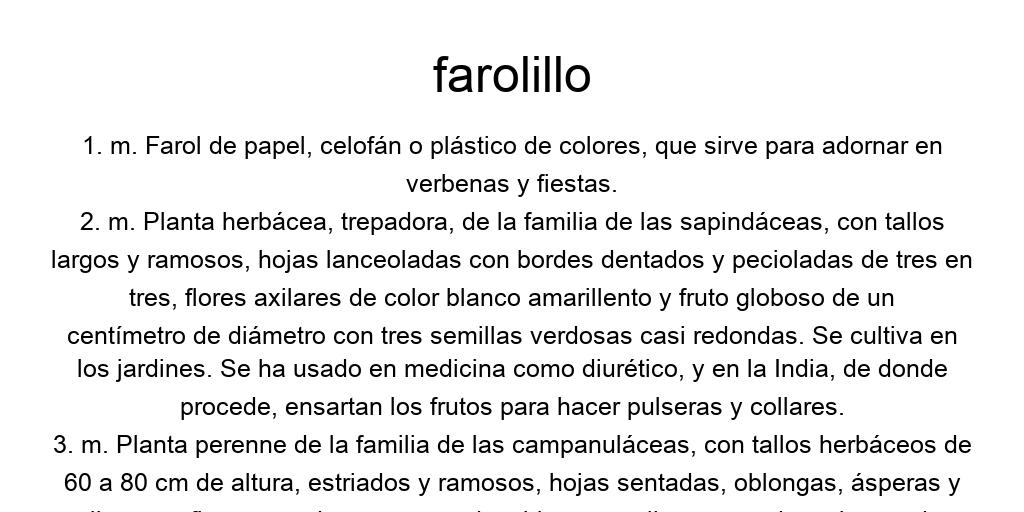 farolillo
1. m. Farol de papel, celofán o plástico de colores, que sirve para adornar en
verbenas y fiestas.
2. m. Planta herbácea, trepadora, de la familia de las sapindáceas, con tallos
largos y ramosos, hojas lanceoladas con bordes dentados y pecioladas de tres en
tres, flores axilares de color blanco amarillento y fruto globoso de un
centímetro de diámetro con tres semillas verdosas casi redondas. Se cultiva en
los jardines. Se ha usado en medicina como diurético, y en la India, de donde
procede, ensartan los frutos para hacer pulseras y collares.
3. m. Planta perenne de la familia de las campanuláceas, con tallos herbáceos de
60 a 80 cm de altura, estriados y ramosos, hojas sentadas, oblongas, ásperas y